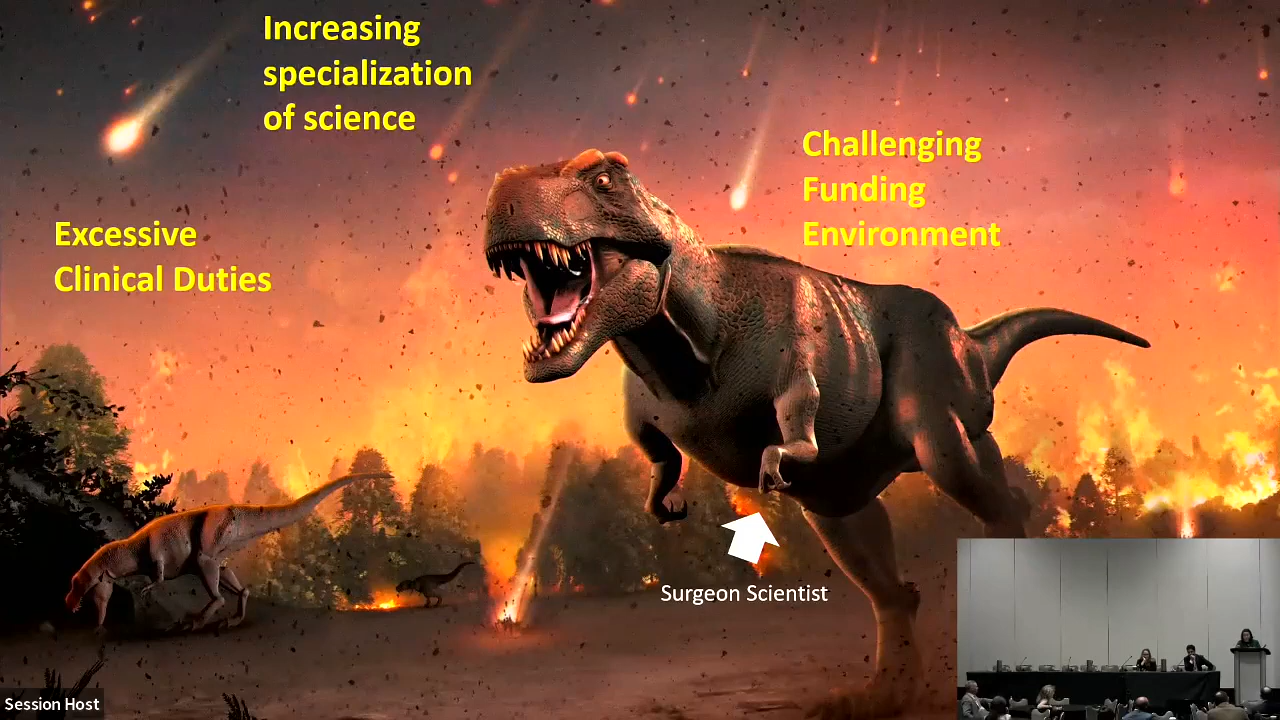 Increasing
specialization
of science
Challenging
Funding
Environment
Excessive
Clinical Duties
Surgeon Scientist
Session Host